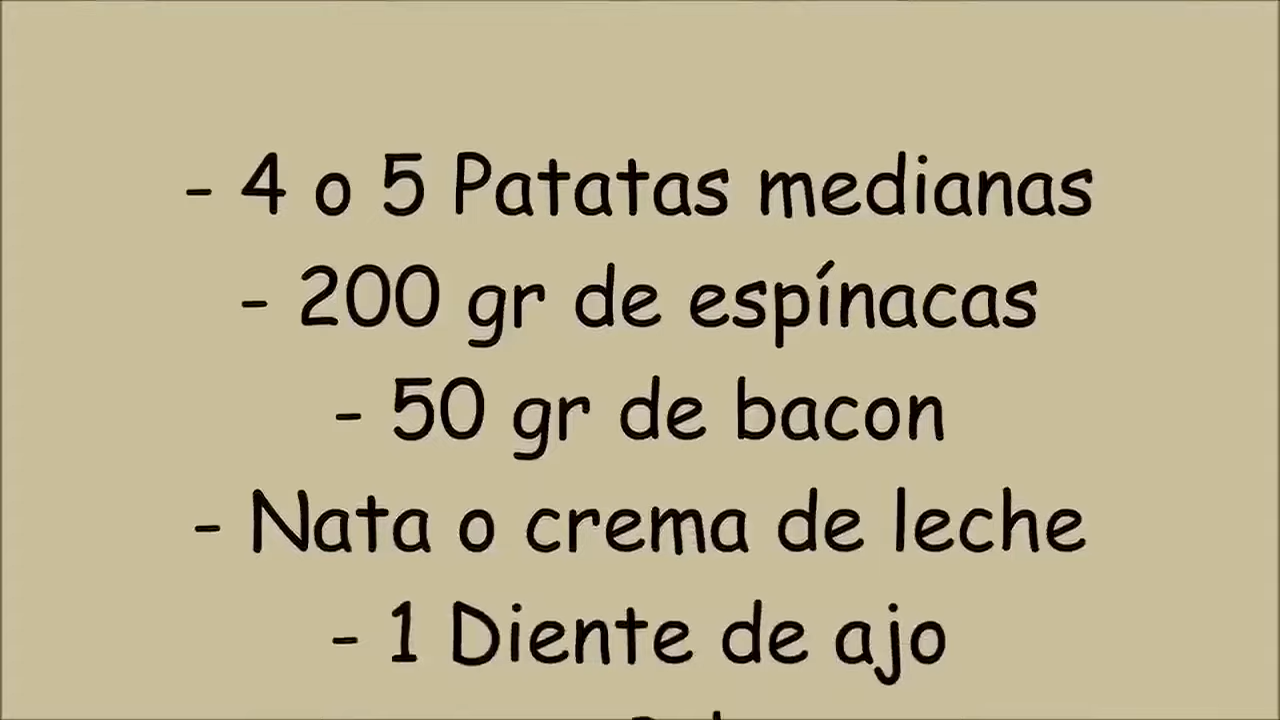 - 4 o 5 Patatas medianas
- 200 gr de espínacas
- 50 gr de bacon
- Nata o crema de leche
- 1 Diente de ajo